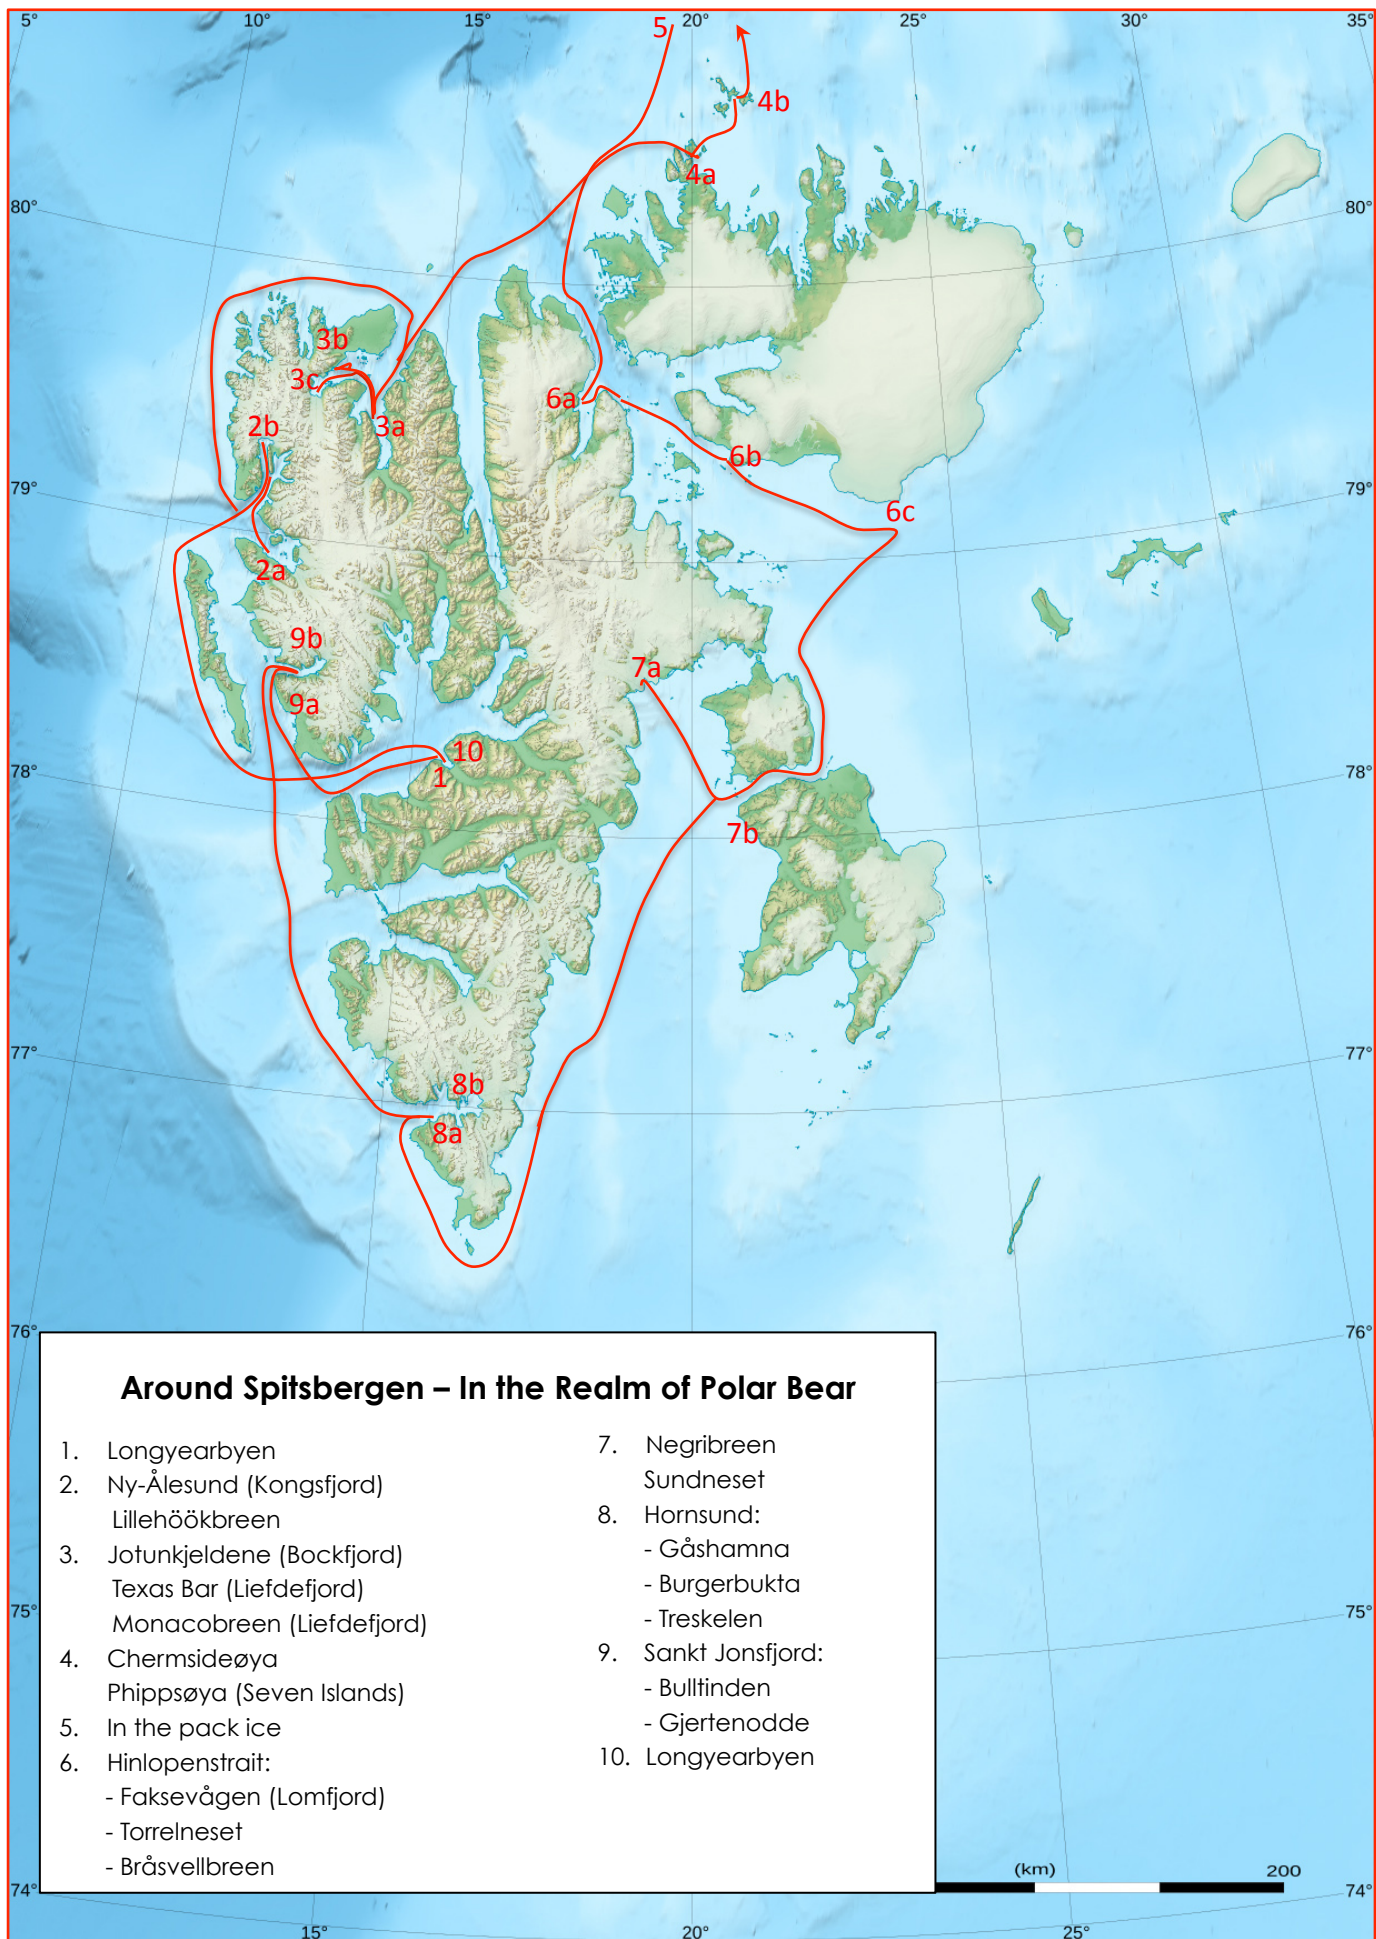 5° 10° 15° 20° 25° 30° 35°
5
4b
4a
80° 80°
3b
3c
6a
2b
3a
6b
79° 79°
6c
2a
9b
7a
9a
10
78° 1 78°
7b
77° 77°
8b
8a
76° 76°
Around Spitsbergen – In the Realm of Polar Bear
1. Longyearbyen
2. Ny-Ålesund (Kongsfjord)
Lillehöökbreen
3. Jotunkjeldene (Bockfjord)
Texas Bar (Liefdefjord)
Monacobreen (Liefdefjord)
4. Chermsideøya
Phippsøya (Seven Islands)
5. In the pack ice
6. Hinlopenstrait:
- Faksevågen (Lomfjord)
- Torrelneset
- Bråsvellbreen
7. Negribreen
Sundneset
8. Hornsund:
- Gåshamna
- Burgerbukta
- Treskelen
9. Sankt Jonsfjord:
- Bulltinden
- Gjertenodde
10. Longyearbyen
75° 75°
(km) 200
74° 74°
15° 20° 25°